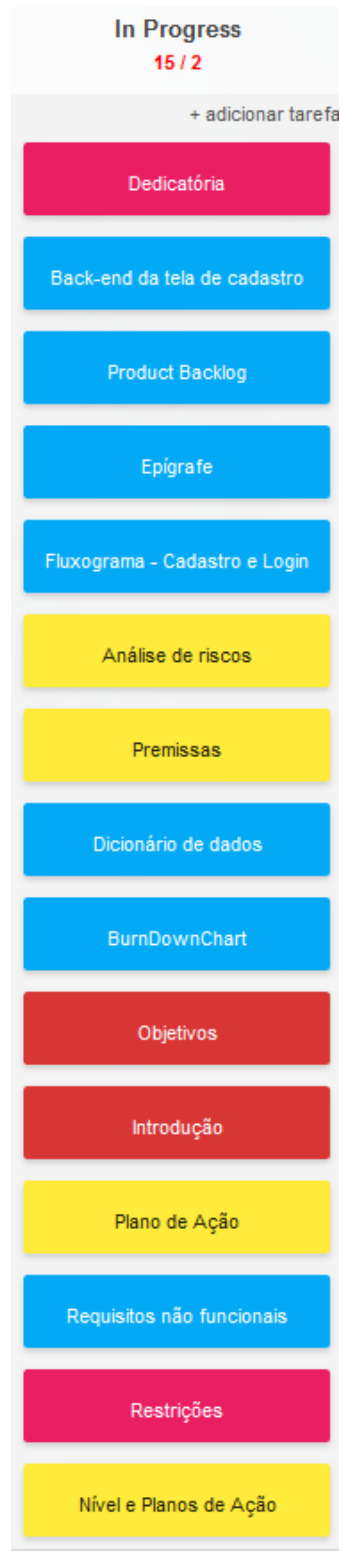 In Progress
15 / 2
+ adicionar tarefa
Dedicatória
Back-end da tela de cadastro
Product Backlog
Epígrafe
Fluxograma - Cadastro e Login
Análise de riscos
Premissas
Dicionário de dados
BurnDownChart
Objetivos
Introdução
Plano de Ação
Requisitos não funcionais
Restrições
Nível e Planos de Ação